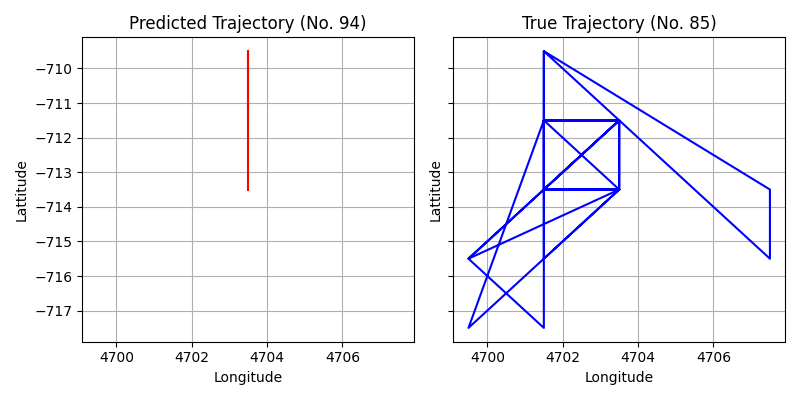 Predicted Trajectory (No. 94)
True Trajectory (No. 85)
−710
−711
−712
−713
−714
−715
−716
−717
Lattitude
Lattitude
4700 4702 4704 4706
4700 4702 4704 4706
Longitude
Longitude